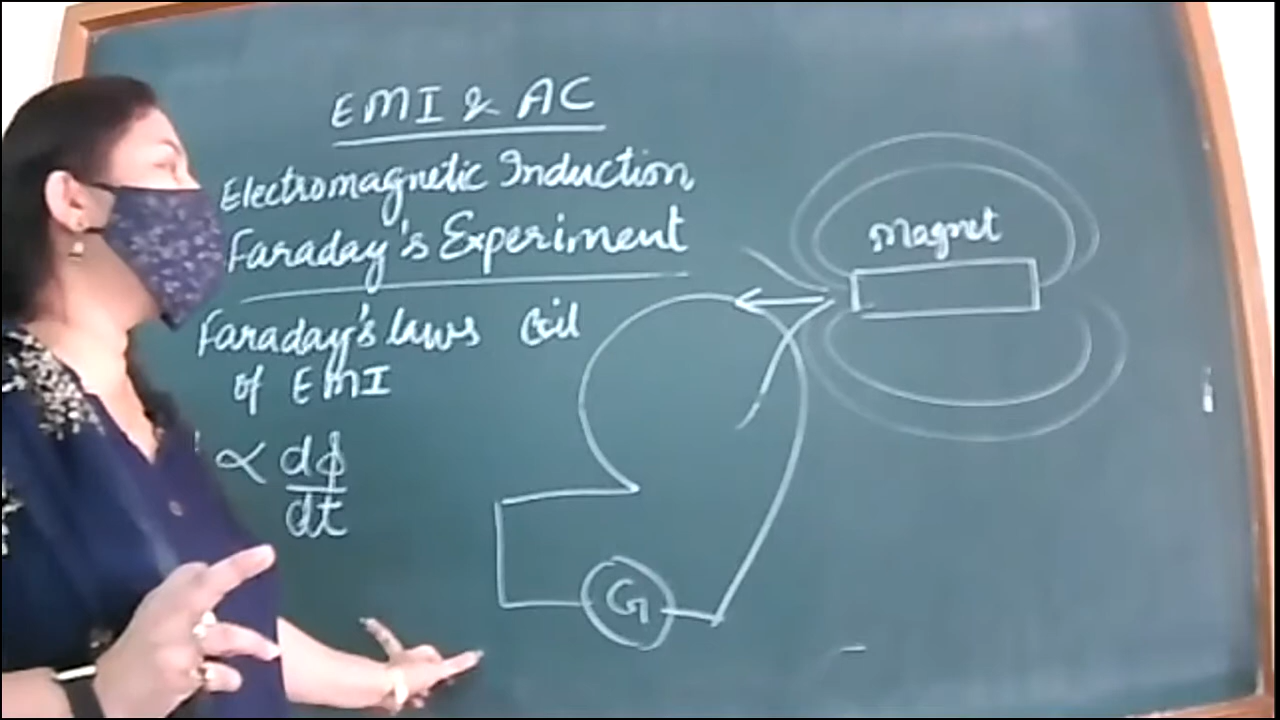 EMI & AC
Electromagnetic Induction,
Faraday's Experiment
Faraday's laws
of EMI
∝ dϕ/dt
Coil
Magnet
G